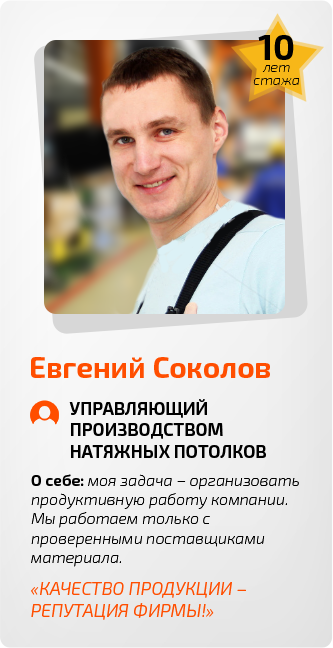 10
лет
стажа
Евгений Соколов
УПРАВЛЯЮЩИЙ
ПРОИЗВОДСТВОМ
НАТЯЖНЫХ ПОТОЛКОВ
О себе: моя задача – организовать
продуктивную работу компании.
Мы работаем только с
проверенными поставщиками
материала.
«КАЧЕСТВО ПРОДУКЦИИ –
РЕПУТАЦИЯ ФИРМЫ!»